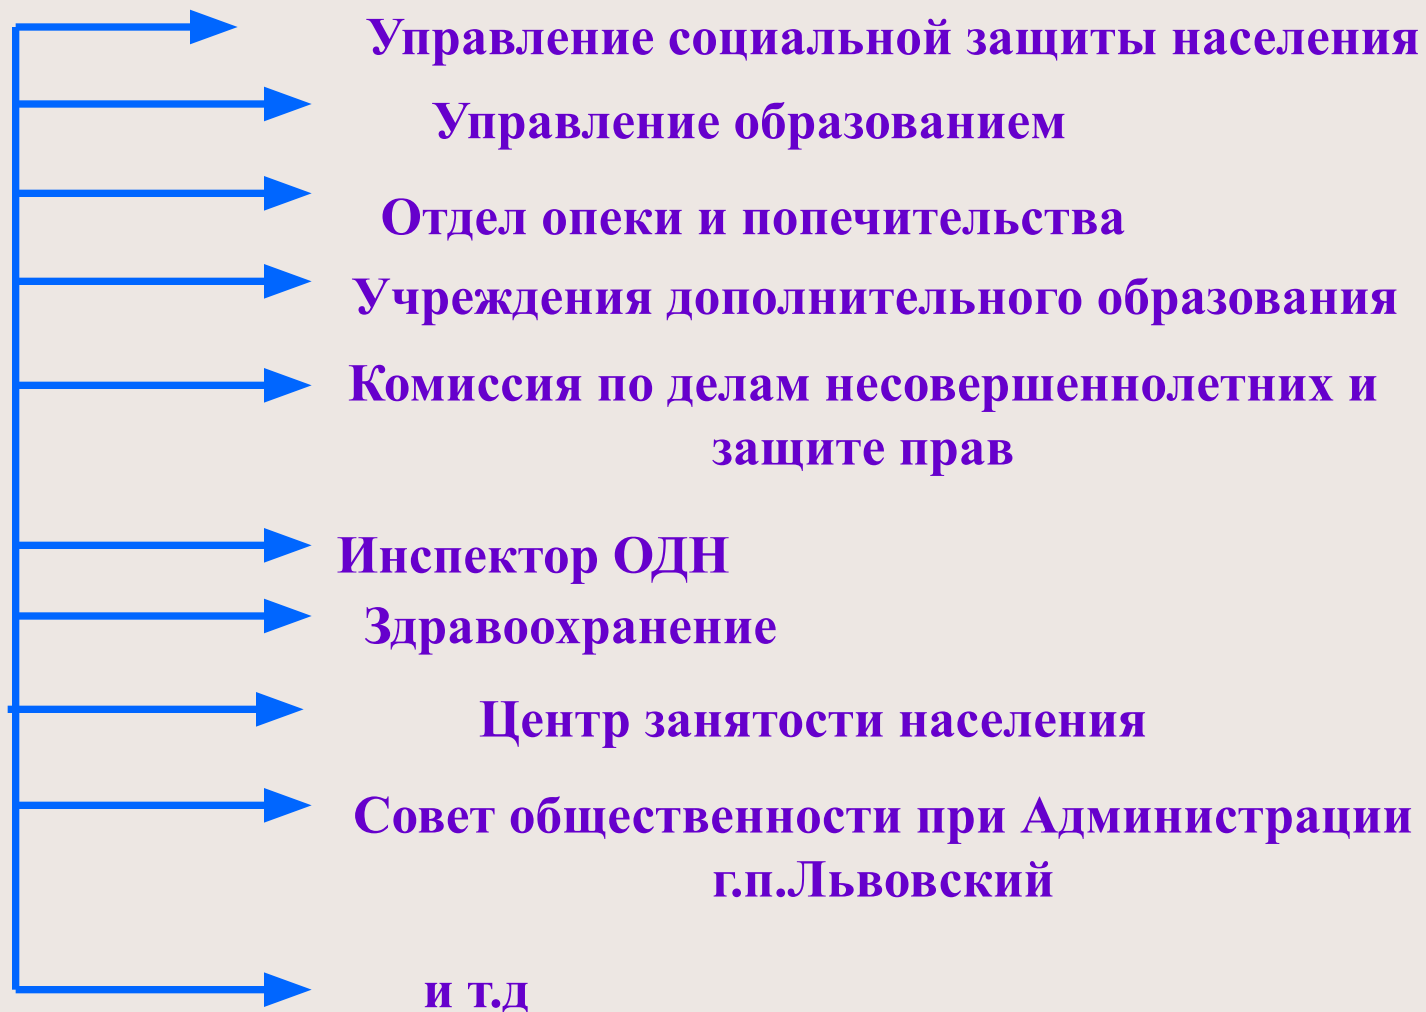 Управление социальной защиты населения
Управление образованием
Отдел опеки и попечительства
Учреждения дополнительного образования
Комиссия по делам несовершеннолетних и
защите прав
Инспектор ОДН
Здравоохранение
Центр занятости населения
Совет общественности при Администрации
г.п.Львовский
и т.д